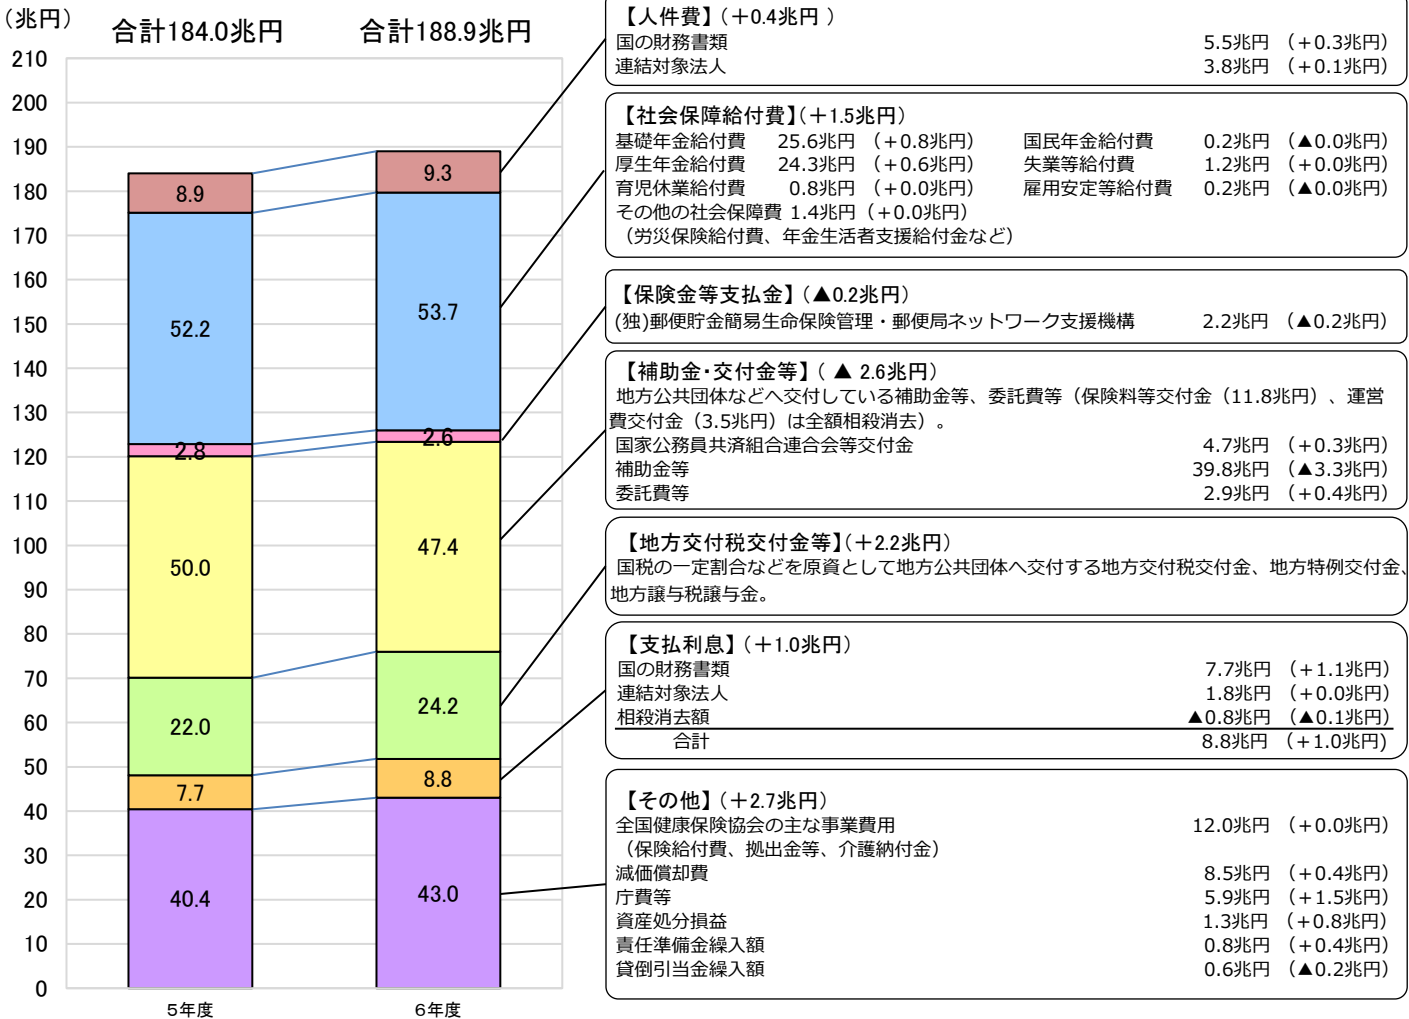 （兆円）
合計184.0兆円
合計188.9兆円
210
200
190
180
170
160
150
140
130
120
110
100
90
80
70
60
50
40
30
20
10
0
8.9
52.2
2.8
50.0
22.0
7.7
40.4
9.3
53.7
2.6
47.4
24.2
8.8
43.0
５年度
６年度
【人件費】（＋0.4兆円 ）
国の財務書類 5.5兆円 （＋0.3兆円）
連結対象法人 3.8兆円 （＋0.1兆円）
【社会保障給付費】（＋1.5兆円）
基礎年金給付費 25.6兆円 （＋0.8兆円） 国民年金給付費 0.2兆円 （▲0.0兆円）
厚生年金給付費 24.3兆円 （＋0.6兆円） 失業等給付費 1.2兆円 （＋0.0兆円）
育児休業給付費 0.8兆円 （＋0.0兆円） 雇用安定等給付費 0.2兆円 （▲0.0兆円）
その他の社会保障費 1.4兆円（＋0.0兆円）
（労災保険給付費、年金生活者支援給付金など）
【保険金等支払金】（▲0.2兆円）
(独)郵便貯金簡易生命保険管理・郵便局ネットワーク支援機構 2.2兆円 （▲0.2兆円）
【補助金・交付金等】（ ▲ 2.6兆円）
地方公共団体などへ交付している補助金等、委託費等（保険料等交付金（11.8兆円）、運営
費交付金（3.5兆円）は全額相殺消去）。
国家公務員共済組合連合会等交付金 4.7兆円 （＋0.3兆円）
補助金等 39.8兆円 （▲3.3兆円）
委託費等 2.9兆円 （＋0.4兆円）
【地方交付税交付金等】（＋2.2兆円）
国税の一定割合などを原資として地方公共団体へ交付する地方交付税交付金、地方特例交付金、
地方譲与税譲与金。
【支払利息】（＋1.0兆円）
国の財務書類 7.7兆円 （＋1.1兆円）
連結対象法人 1.8兆円 （＋0.0兆円）
相殺消去額 ▲0.8兆円 （▲0.1兆円）
合計 8.8兆円 （＋1.0兆円）
【その他】（＋2.7兆円）
全国健康保険協会の主な事業費用 12.0兆円 （＋0.0兆円）
（保険給付費、拠出金等、介護納付金）
減価償却費 8.5兆円 （＋0.4兆円）
庁費等 5.9兆円 （＋1.5兆円）
資産処分損益 1.3兆円 （＋0.8兆円）
責任準備金繰入額 0.8兆円 （＋0.4兆円）
貸倒引当金繰入額 0.6兆円 （▲0.2兆円）